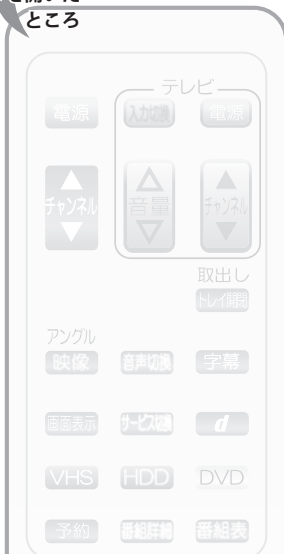 ところ
テレビ
電源 入力切換 電源
チャンネル 音量 チャンネル
取出し
トレイ開閉
アングル
映像 音声切換 字幕
画面表示 サービス切換 d
VHS HDD DVD
予約 番組詳細 番組表